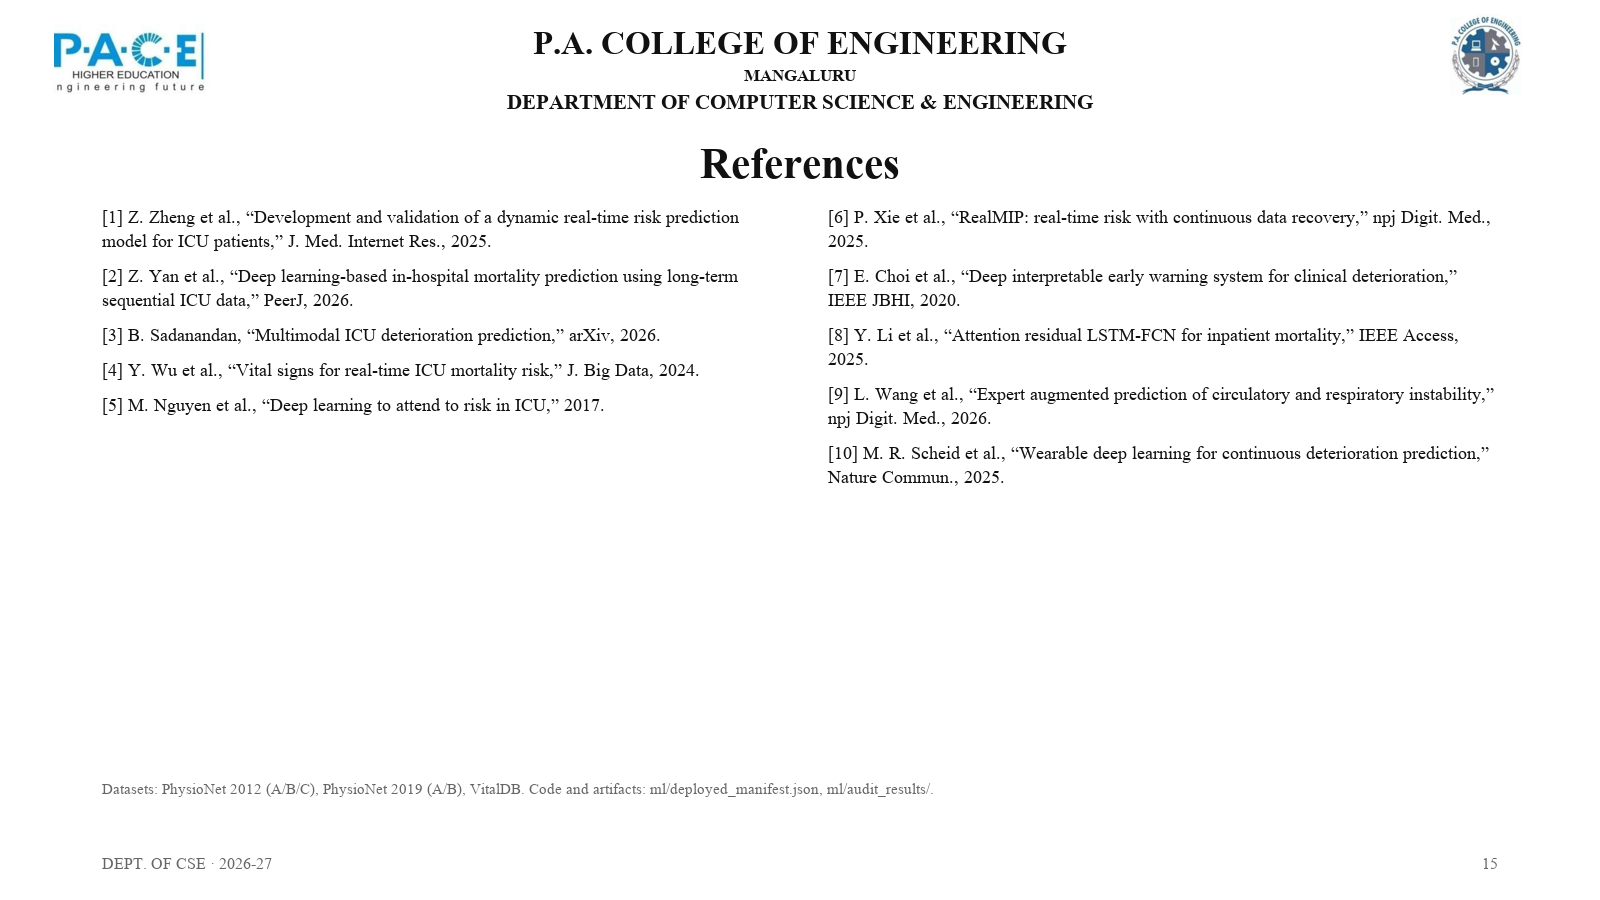 P·A·C·E
HIGHER EDUCATION
ngineering future
P.A. COLLEGE OF ENGINEERING
MANGALURU
DEPARTMENT OF COMPUTER SCIENCE & ENGINEERING
P.A. COLLEGE OF ENGINEERING
References
[1] Z. Zheng et al., “Development and validation of a dynamic real-time risk prediction
model for ICU patients,” J. Med. Internet Res., 2025.
[2] Z. Yan et al., “Deep learning-based in-hospital mortality prediction using long-term
sequential ICU data,” PeerJ, 2026.
[3] B. Sadanandan, “Multimodal ICU deterioration prediction,” arXiv, 2026.
[4] Y. Wu et al., “Vital signs for real-time ICU mortality risk,” J. Big Data, 2024.
[5] M. Nguyen et al., “Deep learning to attend to risk in ICU,” 2017.
[6] P. Xie et al., “RealMIP: real-time risk with continuous data recovery,” npj Digit. Med.,
2025.
[7] E. Choi et al., “Deep interpretable early warning system for clinical deterioration,”
IEEE JBHI, 2020.
[8] Y. Li et al., “Attention residual LSTM-FCN for inpatient mortality,” IEEE Access,
2025.
[9] L. Wang et al., “Expert augmented prediction of circulatory and respiratory instability,”
npj Digit. Med., 2026.
[10] M. R. Scheid et al., “Wearable deep learning for continuous deterioration prediction,”
Nature Commun., 2025.
Datasets: PhysioNet 2012 (A/B/C), PhysioNet 2019 (A/B), VitalDB. Code and artifacts: ml/deployed_manifest.json, ml/audit_results/.
DEPT. OF CSE · 2026-27
15